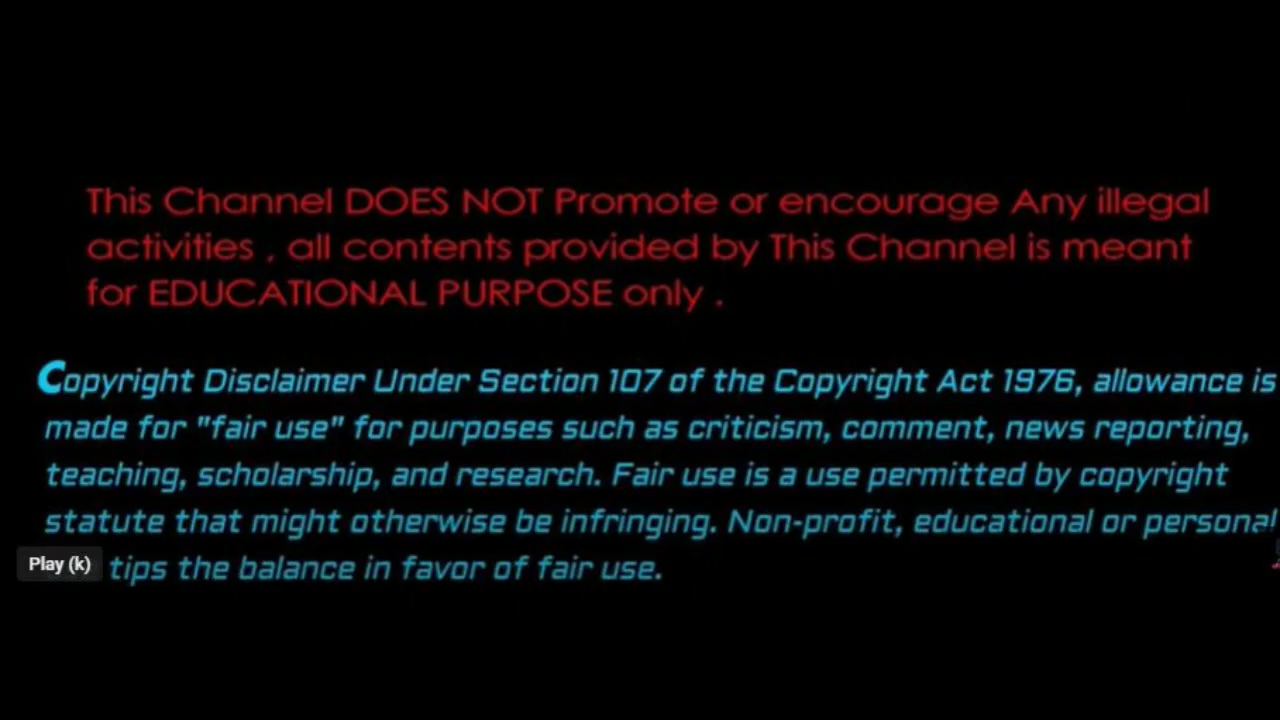 This Channel DOES NOT Promote or encourage Any illegal
activities , all contents provided by This Channel is meant
for EDUCATIONAL PURPOSE only .
Copyright Disclaimer Under Section 107 of the Copyright Act 1976, allowance is
made for "fair use" for purposes such as criticism, comment, news reporting,
teaching, scholarship, and research. Fair use is a use permitted by copyright
statute that might otherwise be infringing. Non-profit, educational or personal
Play (k) tips the balance in favor of fair use.